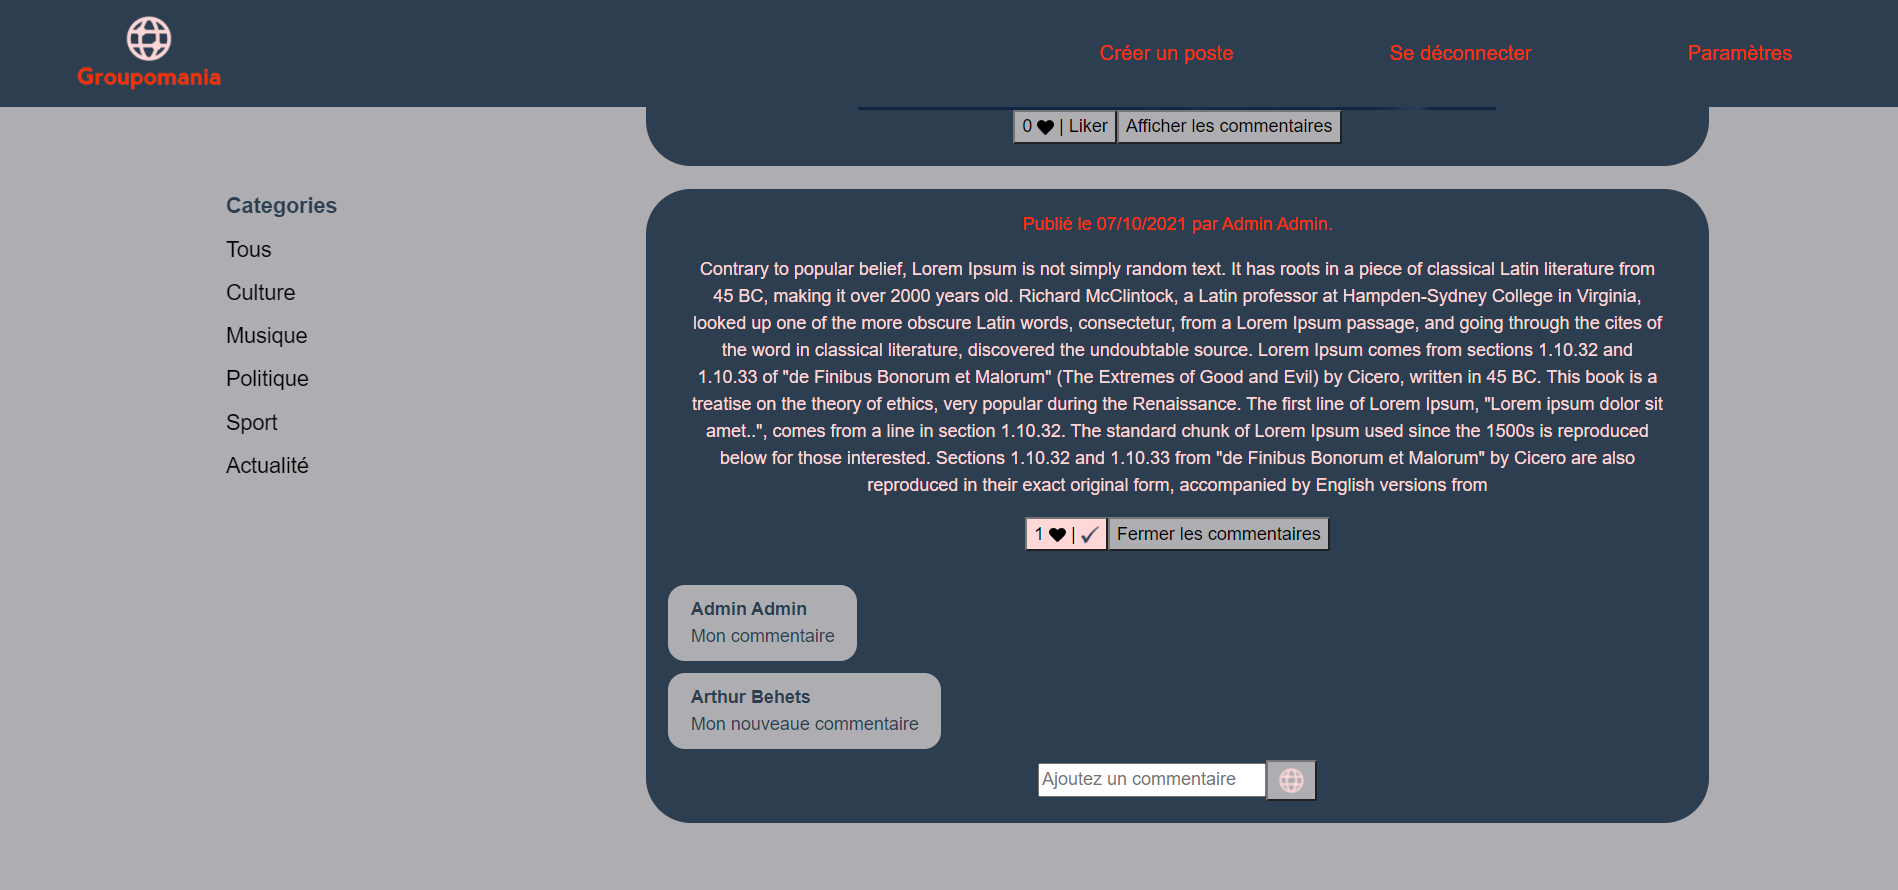 Groupomania
Créer un poste
Se déconnecter
Paramètres
0 ♥ | Liker
Afficher les commentaires
Categories
Tous
Culture
Musique
Politique
Sport
Actualité
Publié le 07/10/2021 par Admin Admin.
Contrary to popular belief, Lorem Ipsum is not simply random text. It has roots in a piece of classical Latin literature from
45 BC, making it over 2000 years old. Richard McClintock, a Latin professor at Hampden-Sydney College in Virginia,
looked up one of the more obscure Latin words, consectetur, from a Lorem Ipsum passage, and going through the cites of
the word in classical literature, discovered the undoubtable source. Lorem Ipsum comes from sections 1.10.32 and
1.10.33 of "de Finibus Bonorum et Malorum" (The Extremes of Good and Evil) by Cicero, written in 45 BC. This book is a
treatise on the theory of ethics, very popular during the Renaissance. The first line of Lorem Ipsum, "Lorem ipsum dolor sit
amet..", comes from a line in section 1.10.32. The standard chunk of Lorem Ipsum used since the 1500s is reproduced
below for those interested. Sections 1.10.32 and 1.10.33 from "de Finibus Bonorum et Malorum" by Cicero are also
reproduced in their exact original form, accompanied by English versions from
1 ♥ | ✓
Fermer les commentaires
Admin Admin
Mon commentaire
Arthur Behets
Mon nouveaue commentaire
Ajoutez un commentaire